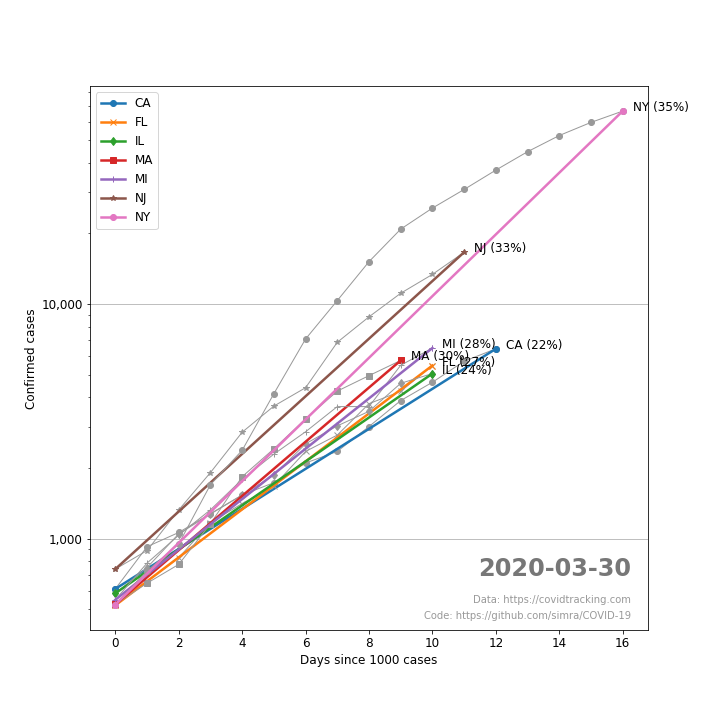 CA
FL
IL
MA
MI
NJ
NY
NY (35%)
NJ (33%)
MI (28%)
CA (22%)
MA (30%)
FL (27%)
IL (24%)
10,000
1,000
Confirmed cases
2020-03-30
Data: https://covidtracking.com
Code: https://github.com/simra/COVID-19
0 2 4 6 8 10 12 14 16
Days since 1000 cases